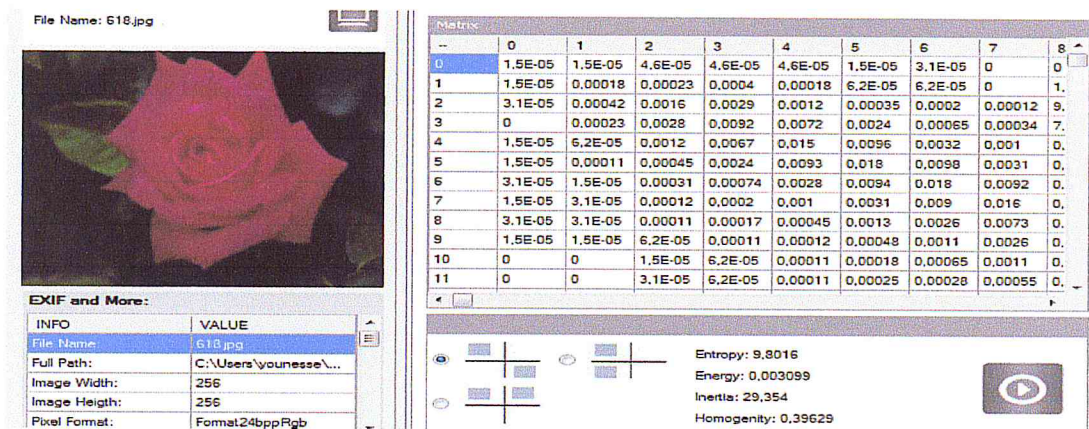 File Name: 618.jpg
EXIF and More:
INFO VALUE
File Name: 618.jpg
Full Path: C:\Users\younesse\...
Image Width: 256
Image Heigth: 256
Pixel Format: Format24bppRgb
Matrix
-- 0 1 2 3 4 5 6 7 8
0 1,5E-05 1,5E-05 4,6E-05 4,6E-05 4,6E-05 1,5E-05 3,1E-05 0 0
1 1,5E-05 0,00018 0,00023 0,0004 0,00018 6,2E-05 6,2E-05 0 1,
2 3,1E-05 0,00042 0,0016 0,0029 0,0012 0,00035 0,0002 0,00012 9,
3 0 0,00023 0,0028 0,0092 0,0072 0,0024 0,00065 0,00034 7,
4 1,5E-05 6,2E-05 0,0012 0,0067 0,015 0,0096 0,0032 0,001 0,
5 1,5E-05 0,00011 0,00045 0,0024 0,0093 0,018 0,0098 0,0031 0,
6 3,1E-05 1,5E-05 0,00031 0,00074 0,0028 0,0094 0,018 0,0092 0,
7 1,5E-05 3,1E-05 0,00012 0,0002 0,001 0,0031 0,009 0,016 0,
8 3,1E-05 3,1E-05 0,00011 0,00017 0,00045 0,0013 0,0026 0,0073 0,
9 1,5E-05 1,5E-05 6,2E-05 0,00011 0,00012 0,00048 0,0011 0,0026 0,
10 0 0 1,5E-05 6,2E-05 0,00011 0,00018 0,00065 0,0011 0,
11 0 0 3,1E-05 6,2E-05 0,00011 0,00025 0,00028 0,00055 0,
Entropy: 9,8016
Energy: 0,003099
Inertia: 29,354
Homogenity: 0,39629